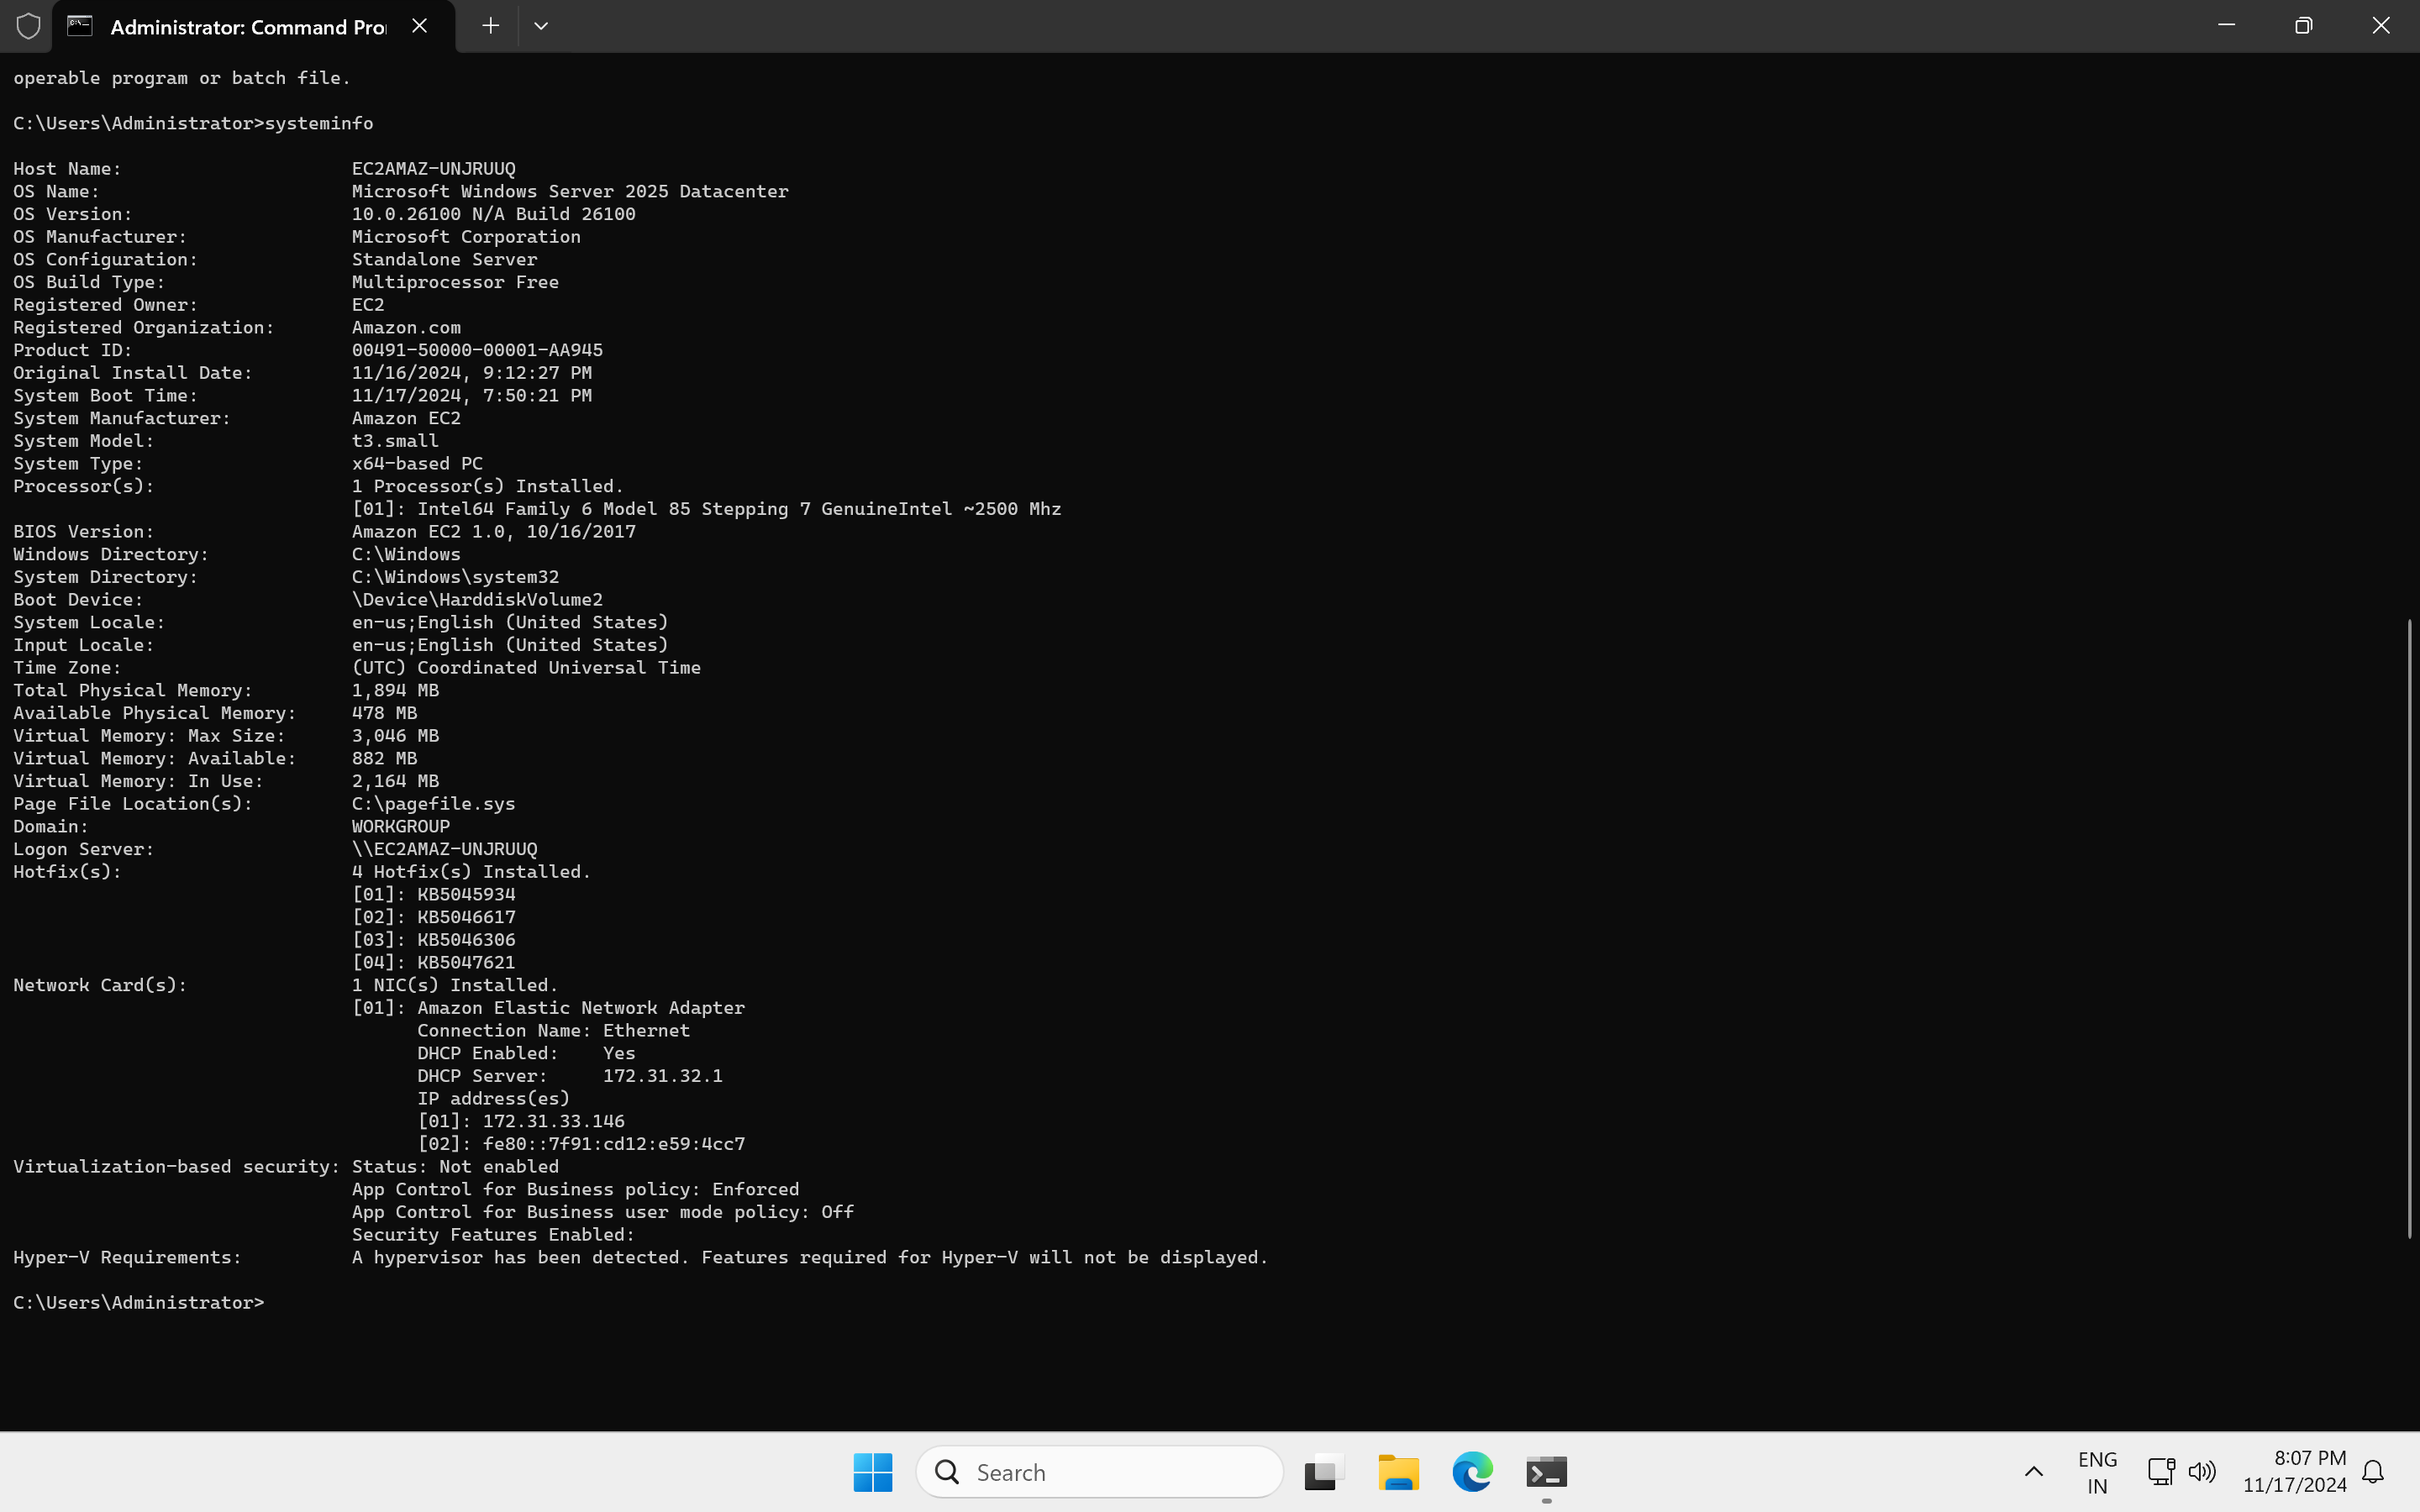 Administrator: Command Pro
operable program or batch file.
C:\Users\Administrator>systeminfo
Host Name: EC2AMAZ-UNJRUUQ
OS Name: Microsoft Windows Server 2025 Datacenter
OS Version: 10.0.26100 N/A Build 26100
OS Manufacturer: Microsoft Corporation
OS Configuration: Standalone Server
OS Build Type: Multiprocessor Free
Registered Owner: EC2
Registered Organization: Amazon.com
Product ID: 00491-50000-00001-AA945
Original Install Date: 11/16/2024, 9:12:27 PM
System Boot Time: 11/17/2024, 7:50:21 PM
System Manufacturer: Amazon EC2
System Model: t3.small
System Type: x64-based PC
Processor(s): 1 Processor(s) Installed.
[01]: Intel64 Family 6 Model 85 Stepping 7 GenuineIntel ~2500 Mhz
BIOS Version: Amazon EC2 1.0, 10/16/2017
Windows Directory: C:\Windows
System Directory: C:\Windows\system32
Boot Device: \Device\HarddiskVolume2
System Locale: en-us;English (United States)
Input Locale: en-us;English (United States)
Time Zone: (UTC) Coordinated Universal Time
Total Physical Memory: 1,894 MB
Available Physical Memory: 478 MB
Virtual Memory: Max Size: 3,046 MB
Virtual Memory: Available: 882 MB
Virtual Memory: In Use: 2,164 MB
Page File Location(s): C:\pagefile.sys
Domain: WORKGROUP
Logon Server: \\EC2AMAZ-UNJRUUQ
Hotfix(s): 4 Hotfix(s) Installed.
[01]: KB5045934
[02]: KB5046617
[03]: KB5046306
[04]: KB5047621
Network Card(s): 1 NIC(s) Installed.
[01]: Amazon Elastic Network Adapter
Connection Name: Ethernet
DHCP Enabled: Yes
DHCP Server: 172.31.32.1
IP address(es)
[01]: 172.31.33.146
[02]: fe80::7f91:cd12:e59:4cc7
Virtualization-based security: Status: Not enabled
App Control for Business policy: Enforced
App Control for Business user mode policy: Off
Security Features Enabled:
Hyper-V Requirements: A hypervisor has been detected. Features required for Hyper-V will not be displayed.
C:\Users\Administrator>
Search
ENG
IN
8:07 PM
11/17/2024